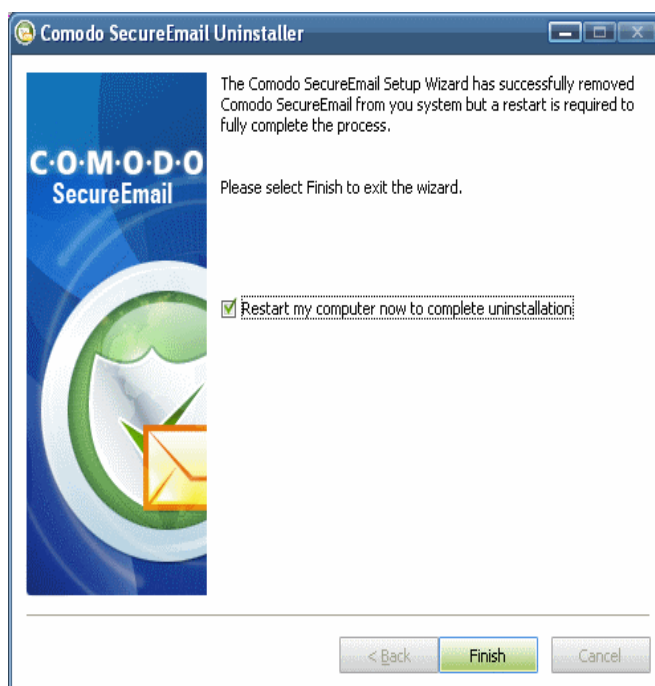 Comodo SecureEmail Uninstaller
The Comodo SecureEmail Setup Wizard has successfully removed
Comodo SecureEmail from you system but a restart is required to
fully complete the process.
C·O·M·O·D·O
SecureEmail
Please select Finish to exit the wizard.
Restart my computer now to complete uninstallation
< Back
Finish
Cancel